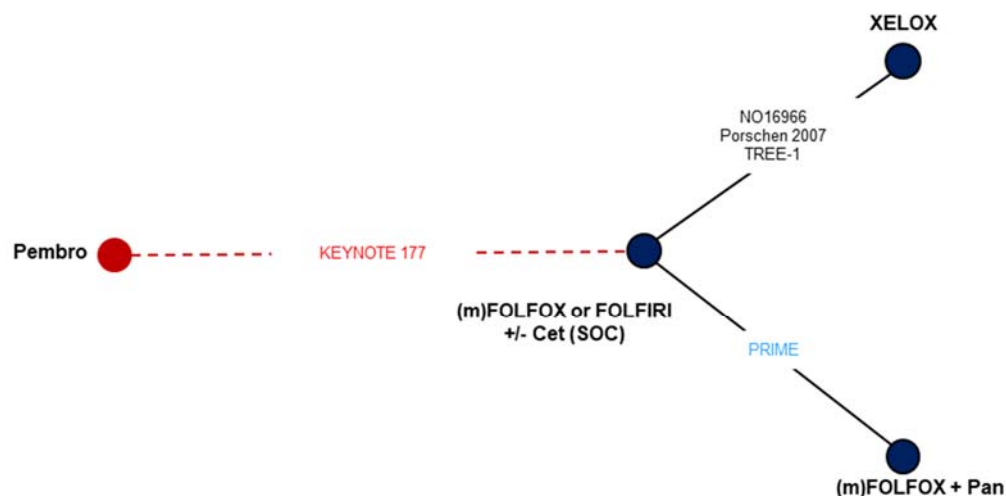 XELOX
NO16966
Porschen 2007
TREE-1
Pembro
KEYNOTE 177
(m)FOLFOX or FOLFIRI
+/- Cet (SOC)
PRIME
(m)FOLFOX + Pan